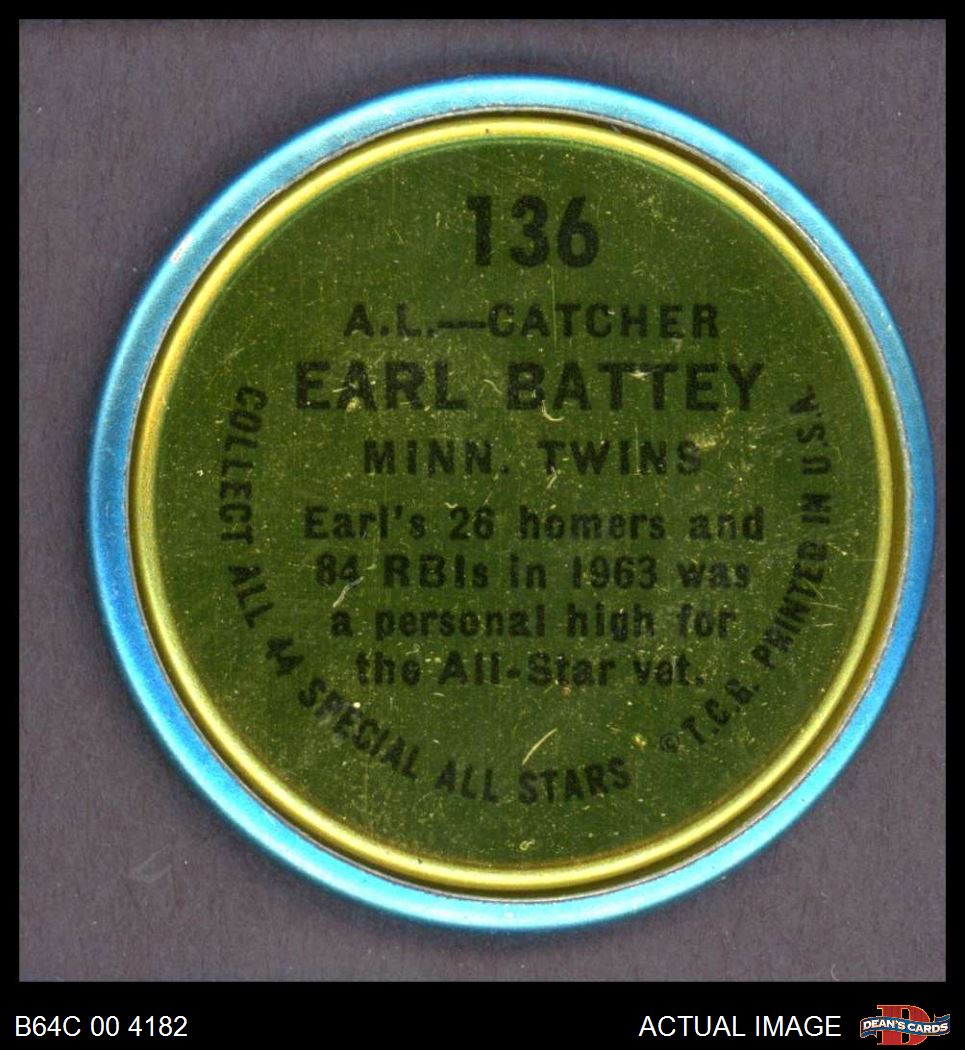 136
A.L.—CATCHER
EARL BATTEY
MINN. TWINS
Earl's 26 homers and
84 RBIs in 1963 was
a personal high for
the All-Star vet.
COLLECT ALL 44 SPECIAL ALL STARS
© T.C.G. PRINTED IN U.S.A.
B64C 00 4182
ACTUAL IMAGE
D
DEAN'S CARDS